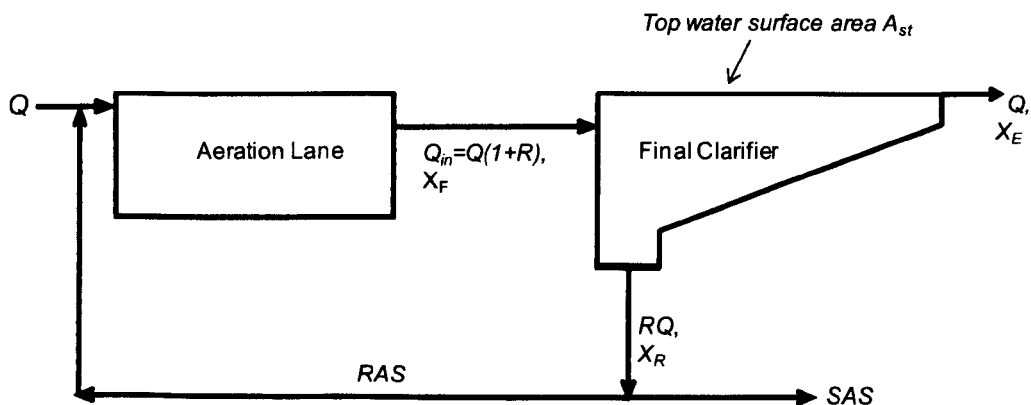 Top water surface area A_st
Q
Aeration Lane
Q_in=Q(1+R),
X_F
Final Clarifier
Q,
X_E
RQ,
X_R
RAS
SAS